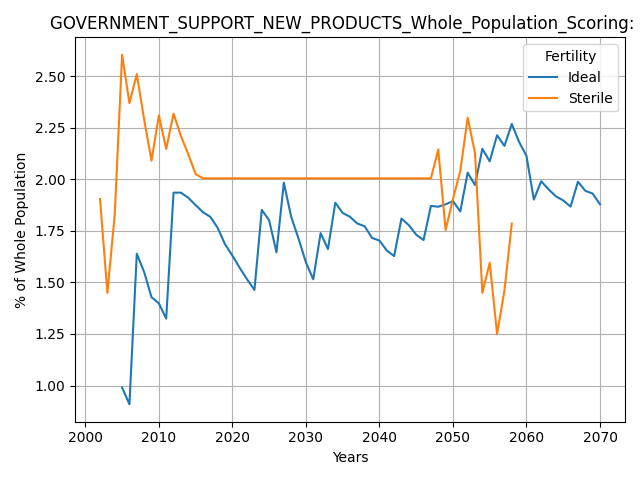 GOVERNMENT_SUPPORT_NEW_PRODUCTS_Whole_Population_Scoring:
Fertility
Ideal
Sterile
% of Whole Population
2.50
2.25
2.00
1.75
1.50
1.25
1.00
2000 2010 2020 2030 2040 2050 2060 2070
Years